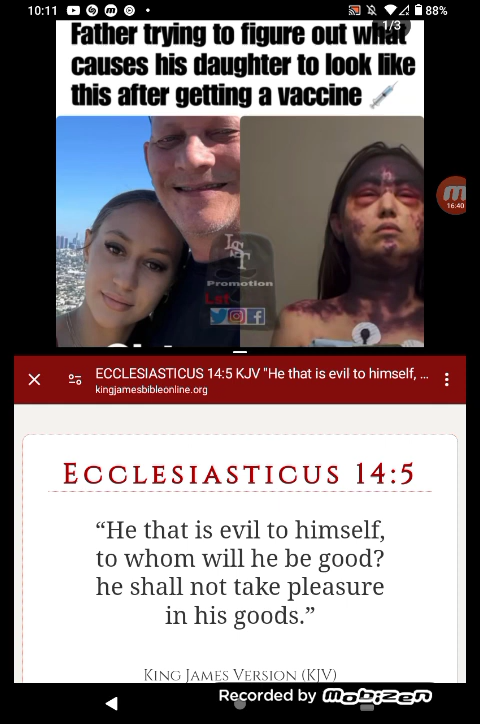 10:11
88%
1/3
Father trying to figure out what
causes his daughter to look like
this after getting a vaccine
LST
Promotion
Lst
16:40
ECCLESIASTICUS 14:5 KJV "He that is evil to himself, ...
kingjamesbibleonline.org
Ecclesiasticus 14:5
“He that is evil to himself,
to whom will he be good?
he shall not take pleasure
in his goods.”
King James Version (KJV)
Recorded by Mobizen